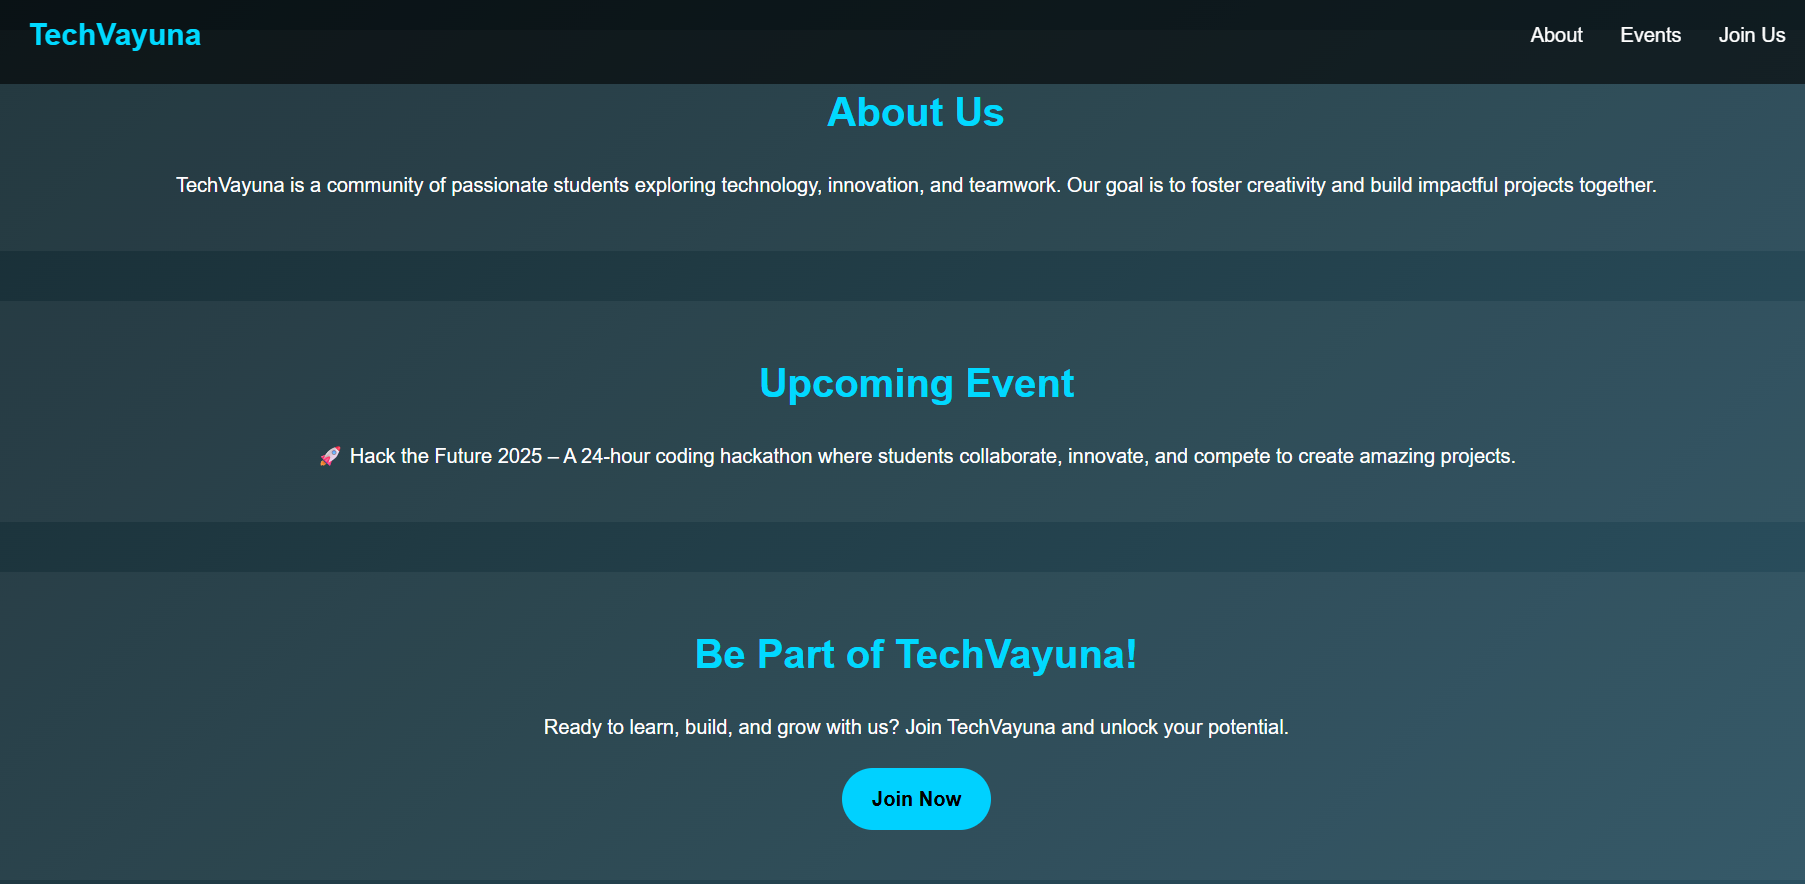 TechVayuna
About Events Join Us
About Us
TechVayuna is a community of passionate students exploring technology, innovation, and teamwork. Our goal is to foster creativity and build impactful projects together.
Upcoming Event
🚀 Hack the Future 2025 – A 24-hour coding hackathon where students collaborate, innovate, and compete to create amazing projects.
Be Part of TechVayuna!
Ready to learn, build, and grow with us? Join TechVayuna and unlock your potential.
Join Now